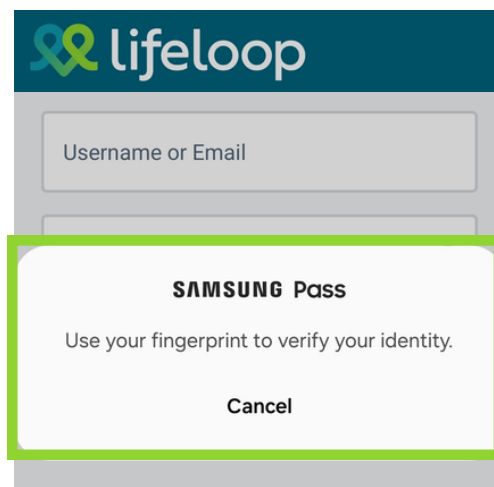 lifeloop
Username or Email
SAMSUNG Pass
Use your fingerprint to verify your identity.
Cancel